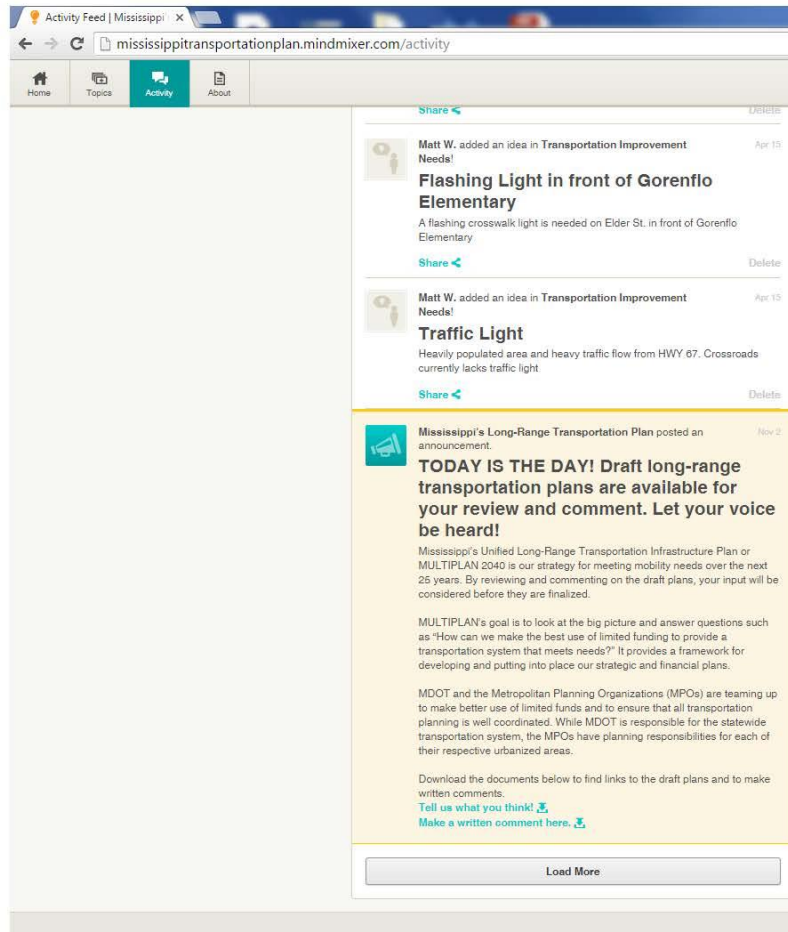 Activity Feed | Mississippi
mississippitransportationplan.mindmixer.com/activity
Home
Topics
Activity
About
Share
Delete
Matt W. added an idea in Transportation Improvement
Needs!
Apr 15
Flashing Light in front of Gorenflo
Elementary
A flashing crosswalk light is needed on Elder St. in front of Gorenflo
Elementary
Share
Delete
Matt W. added an idea in Transportation Improvement
Needs!
Apr 15
Traffic Light
Heavily populated area and heavy traffic flow from HWY 67. Crossroads
currently lacks traffic light
Share
Delete
Mississippi's Long-Range Transportation Plan posted an
announcement.
Nov 2
TODAY IS THE DAY! Draft long-range
transportation plans are available for
your review and comment. Let your voice
be heard!
Mississippi's Unified Long-Range Transportation Infrastructure Plan or
MULTIPLAN 2040 is our strategy for meeting mobility needs over the next
25 years. By reviewing and commenting on the draft plans, your input will be
considered before they are finalized.
MULTIPLAN's goal is to look at the big picture and answer questions such
as "How can we make the best use of limited funding to provide a
transportation system that meets needs?" It provides a framework for
developing and putting into place our strategic and financial plans.
MDOT and the Metropolitan Planning Organizations (MPOs) are teaming up
to make better use of limited funds and to ensure that all transportation
planning is well coordinated. While MDOT is responsible for the statewide
transportation system, the MPOs have planning responsibilities for each of
their respective urbanized areas.
Download the documents below to find links to the draft plans and to make
written comments.
Tell us what you think!
Make a written comment here.
Load More